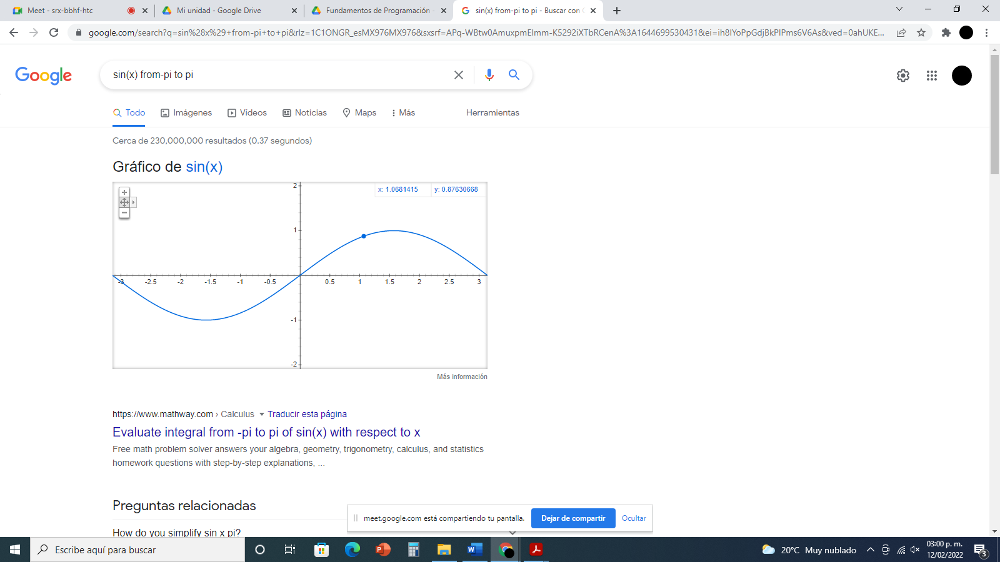 Meet - srx-bbhf-htc
Mi unidad - Google Drive
Fundamentos de Programación -
sin(x) from-pi to pi - Buscar con G
google.com/search?q=sin%28x%29+from-pi+to+pi&rlz=1C1ONGR_esMX976MX976&sxsrf=APq-WBtw0AmuxpmEImm-K5292iXTbRCenA%3A1644699530431&ei=ih8IYoPpGdjBkPIPms6V6As&ved=0ahUKE...
Google
sin(x) from-pi to pi
Todo
Imágenes
Vídeos
Noticias
Maps
Más
Herramientas
Cerca de 230,000,000 resultados (0.37 segundos)
Gráfico de sin(x)
x: 1.0681415
y: 0.87630668
2
1
-3 -2.5 -2 -1.5 -1 -0.5 0.5 1 1.5 2 2.5 3
-1
-2
Más información
https://www.mathway.com › Calculus Traducir esta página
Evaluate integral from -pi to pi of sin(x) with respect to x
Free math problem solver answers your algebra, geometry, trigonometry, calculus, and statistics
homework questions with step-by-step explanations, ...
Preguntas relacionadas
How do you simplify sin x pi?
meet.google.com está compartiendo tu pantalla.
Dejar de compartir
Ocultar
Escribe aquí para buscar
20°C Muy nublado
03:00 p. m.
12/02/2022
3